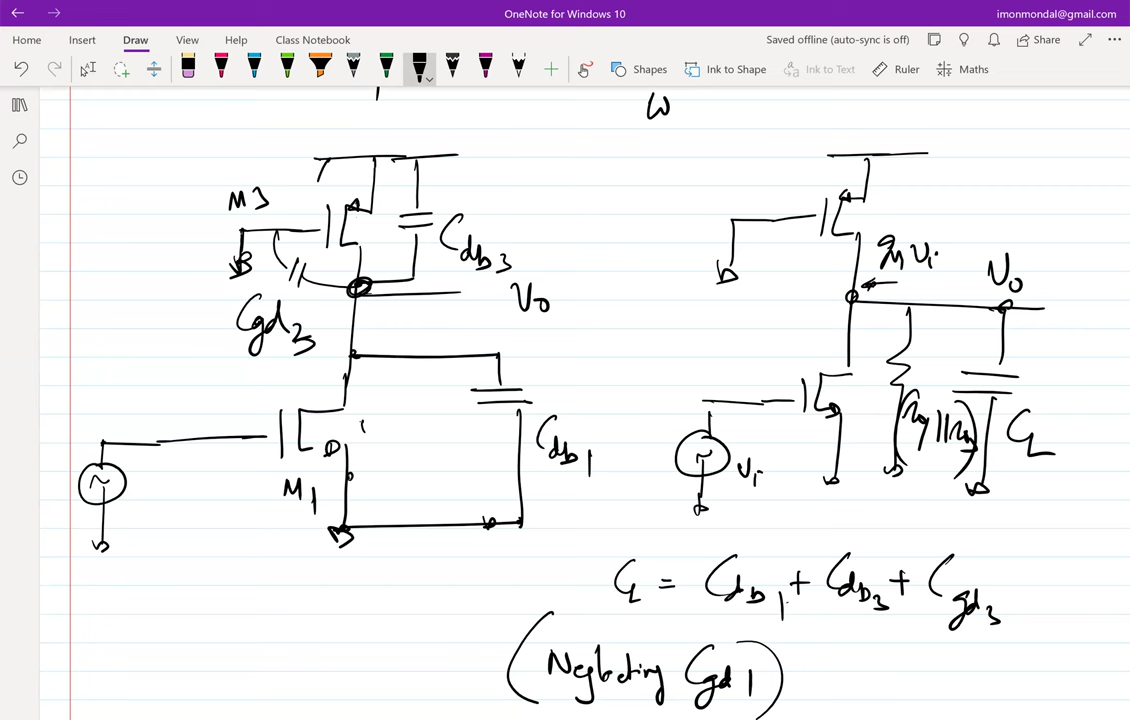 OneNote for Windows 10
imonmondal@gmail.com
Home Insert Draw View Help Class Notebook
Saved offline (auto-sync is off) Share
Shapes Ink to Shape Ink to Text Ruler Maths
ω
M3
Cdb3
gm vi
Vo
Vo
Cgd3
Cdb1
M1
vi
CL
CL = Cdb1 + Cdb3 + Cgd3
(Neglecting Cgd1)